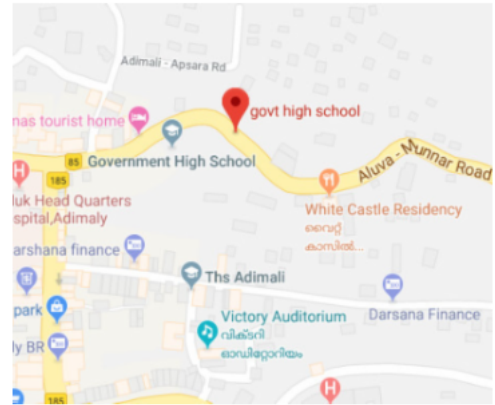 Adimali - Apsara Rd
nas tourist home
govt high school
85
Government High School
Aluva - Munnar Road
185
luk Head Quarters
spital,Adimaly
White Castle Residency
വൈറ്റ്
കാസിൽ...
arshana finance
Ths Adimali
park
Victory Auditorium
വിക്ടറി
ഓഡിറ്റോറിയം
Darsana Finance
ly BR
185